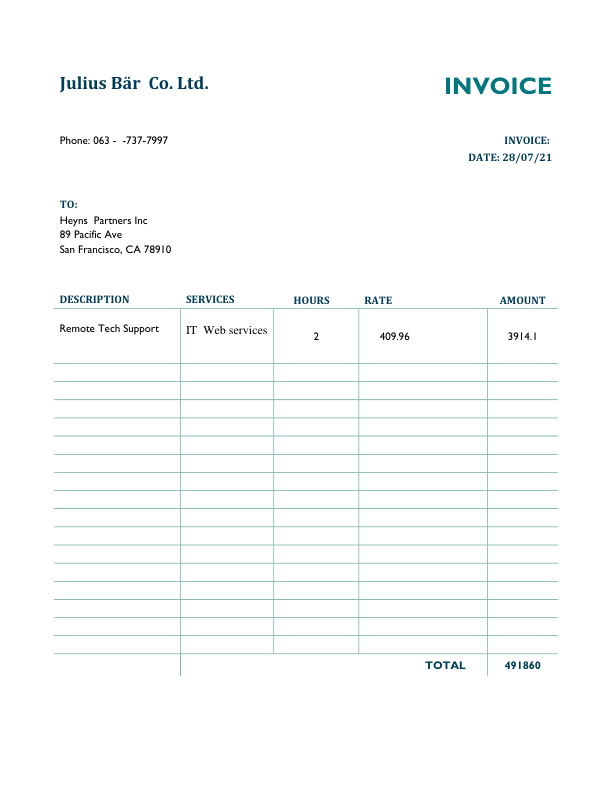 Julius Bär  Co. Ltd.
INVOICE
Phone: 063 -  -737-7997
INVOICE:
DATE: 28/07/21
TO:
Heyns  Partners Inc
89 Pacific Ave
San Francisco, CA 78910
DESCRIPTION SERVICES HOURS RATE AMOUNT
Remote Tech Support IT  Web services 2 409.96 3914.1
TOTAL 491860